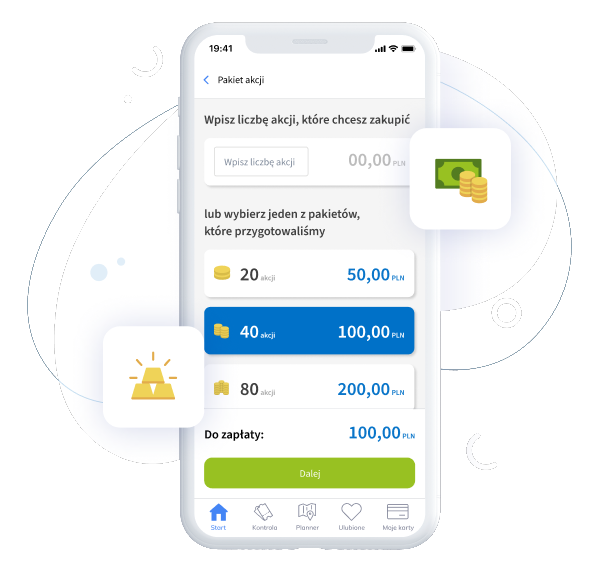 19:41
Pakiet akcji
Wpisz liczbę akcji, które chcesz zakupić
Wpisz liczbę akcji 00,00 PLN
lub wybierz jeden z pakietów,
które przygotowaliśmy
20 akcji 50,00 PLN
40 akcji 100,00 PLN
80 akcji 200,00 PLN
Do zapłaty: 100,00 PLN
Dalej
Start Kontrola Planner Ulubione Moje karty